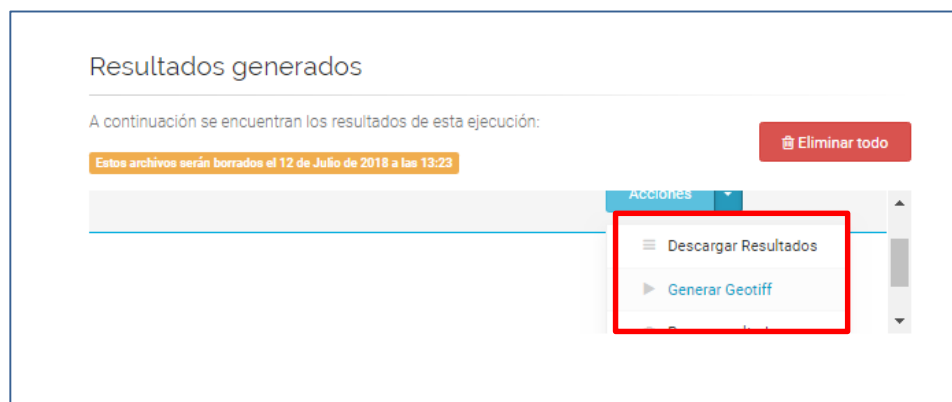 Resultados generados
A continuación se encuentran los resultados de esta ejecución:
Eliminar todo
Estos archivos serán borrados el 12 de Julio de 2018 a las 13:23
Acciones
Descargar Resultados
Generar Geotiff